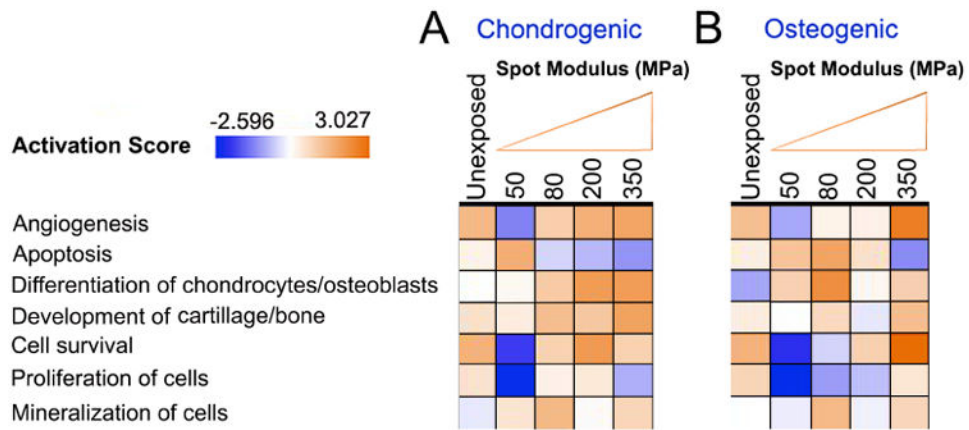 A Chondrogenic
B Osteogenic
Spot Modulus (MPa)
Spot Modulus (MPa)
-2.596 3.027
Activation Score
Unexposed 50 80 200 350
Unexposed 50 80 200 350
Angiogenesis
Apoptosis
Differentiation of chondrocytes/osteoblasts
Development of cartillage/bone
Cell survival
Proliferation of cells
Mineralization of cells